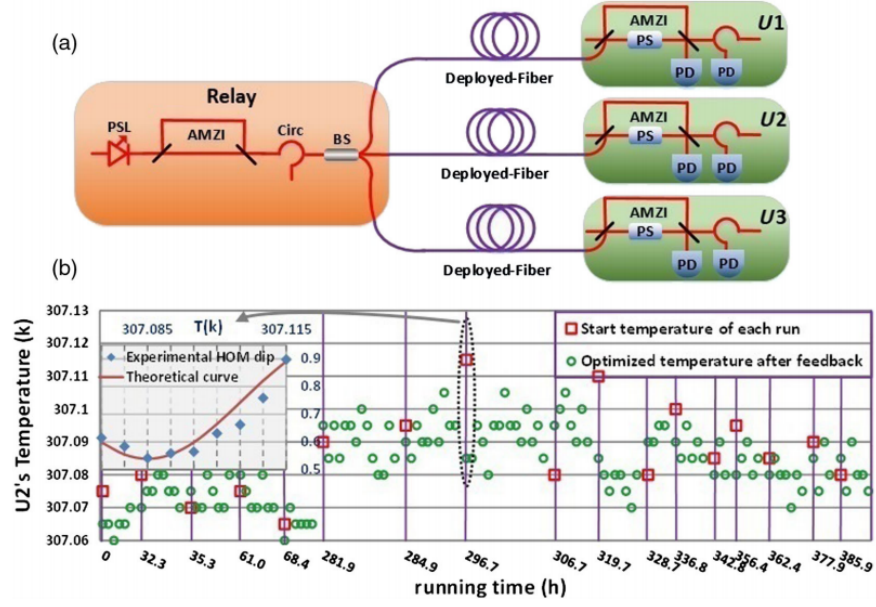 (a)
Relay
PSL
AMZI
Circ
BS
Deployed-Fiber
AMZI
U1
PS
PD
PD
Deployed-Fiber
AMZI
U2
PS
PD
PD
Deployed-Fiber
AMZI
U3
PS
PD
PD
(b)
U2's Temperature (k)
307.13
307.12
307.11
307.1
307.09
307.08
307.07
307.06
307.085 T(k) 307.115
Experimental HOM dip
Theoretical curve
0.9
0.8
0.7
0.6
0.5
Start temperature of each run
Optimized temperature after feedback
0 32.3 35.3 61.0 68.4 281.9 284.9 296.7 306.7 319.7 328.7 336.8 342.8 356.4 362.4 377.9 385.9
running time (h)